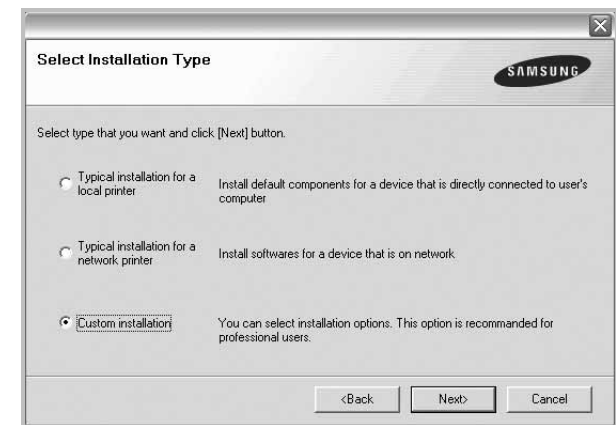 Select Installation Type
SAMSUNG
Select type that you want and click [Next] button.
Typical installation for a
local printer
Install default components for a device that is directly connected to user's
computer
Typical installation for a
network printer
Install softwares for a device that is on network
Custom installation
You can select installation options. This option is recommanded for
professional users.
<Back
Next>
Cancel